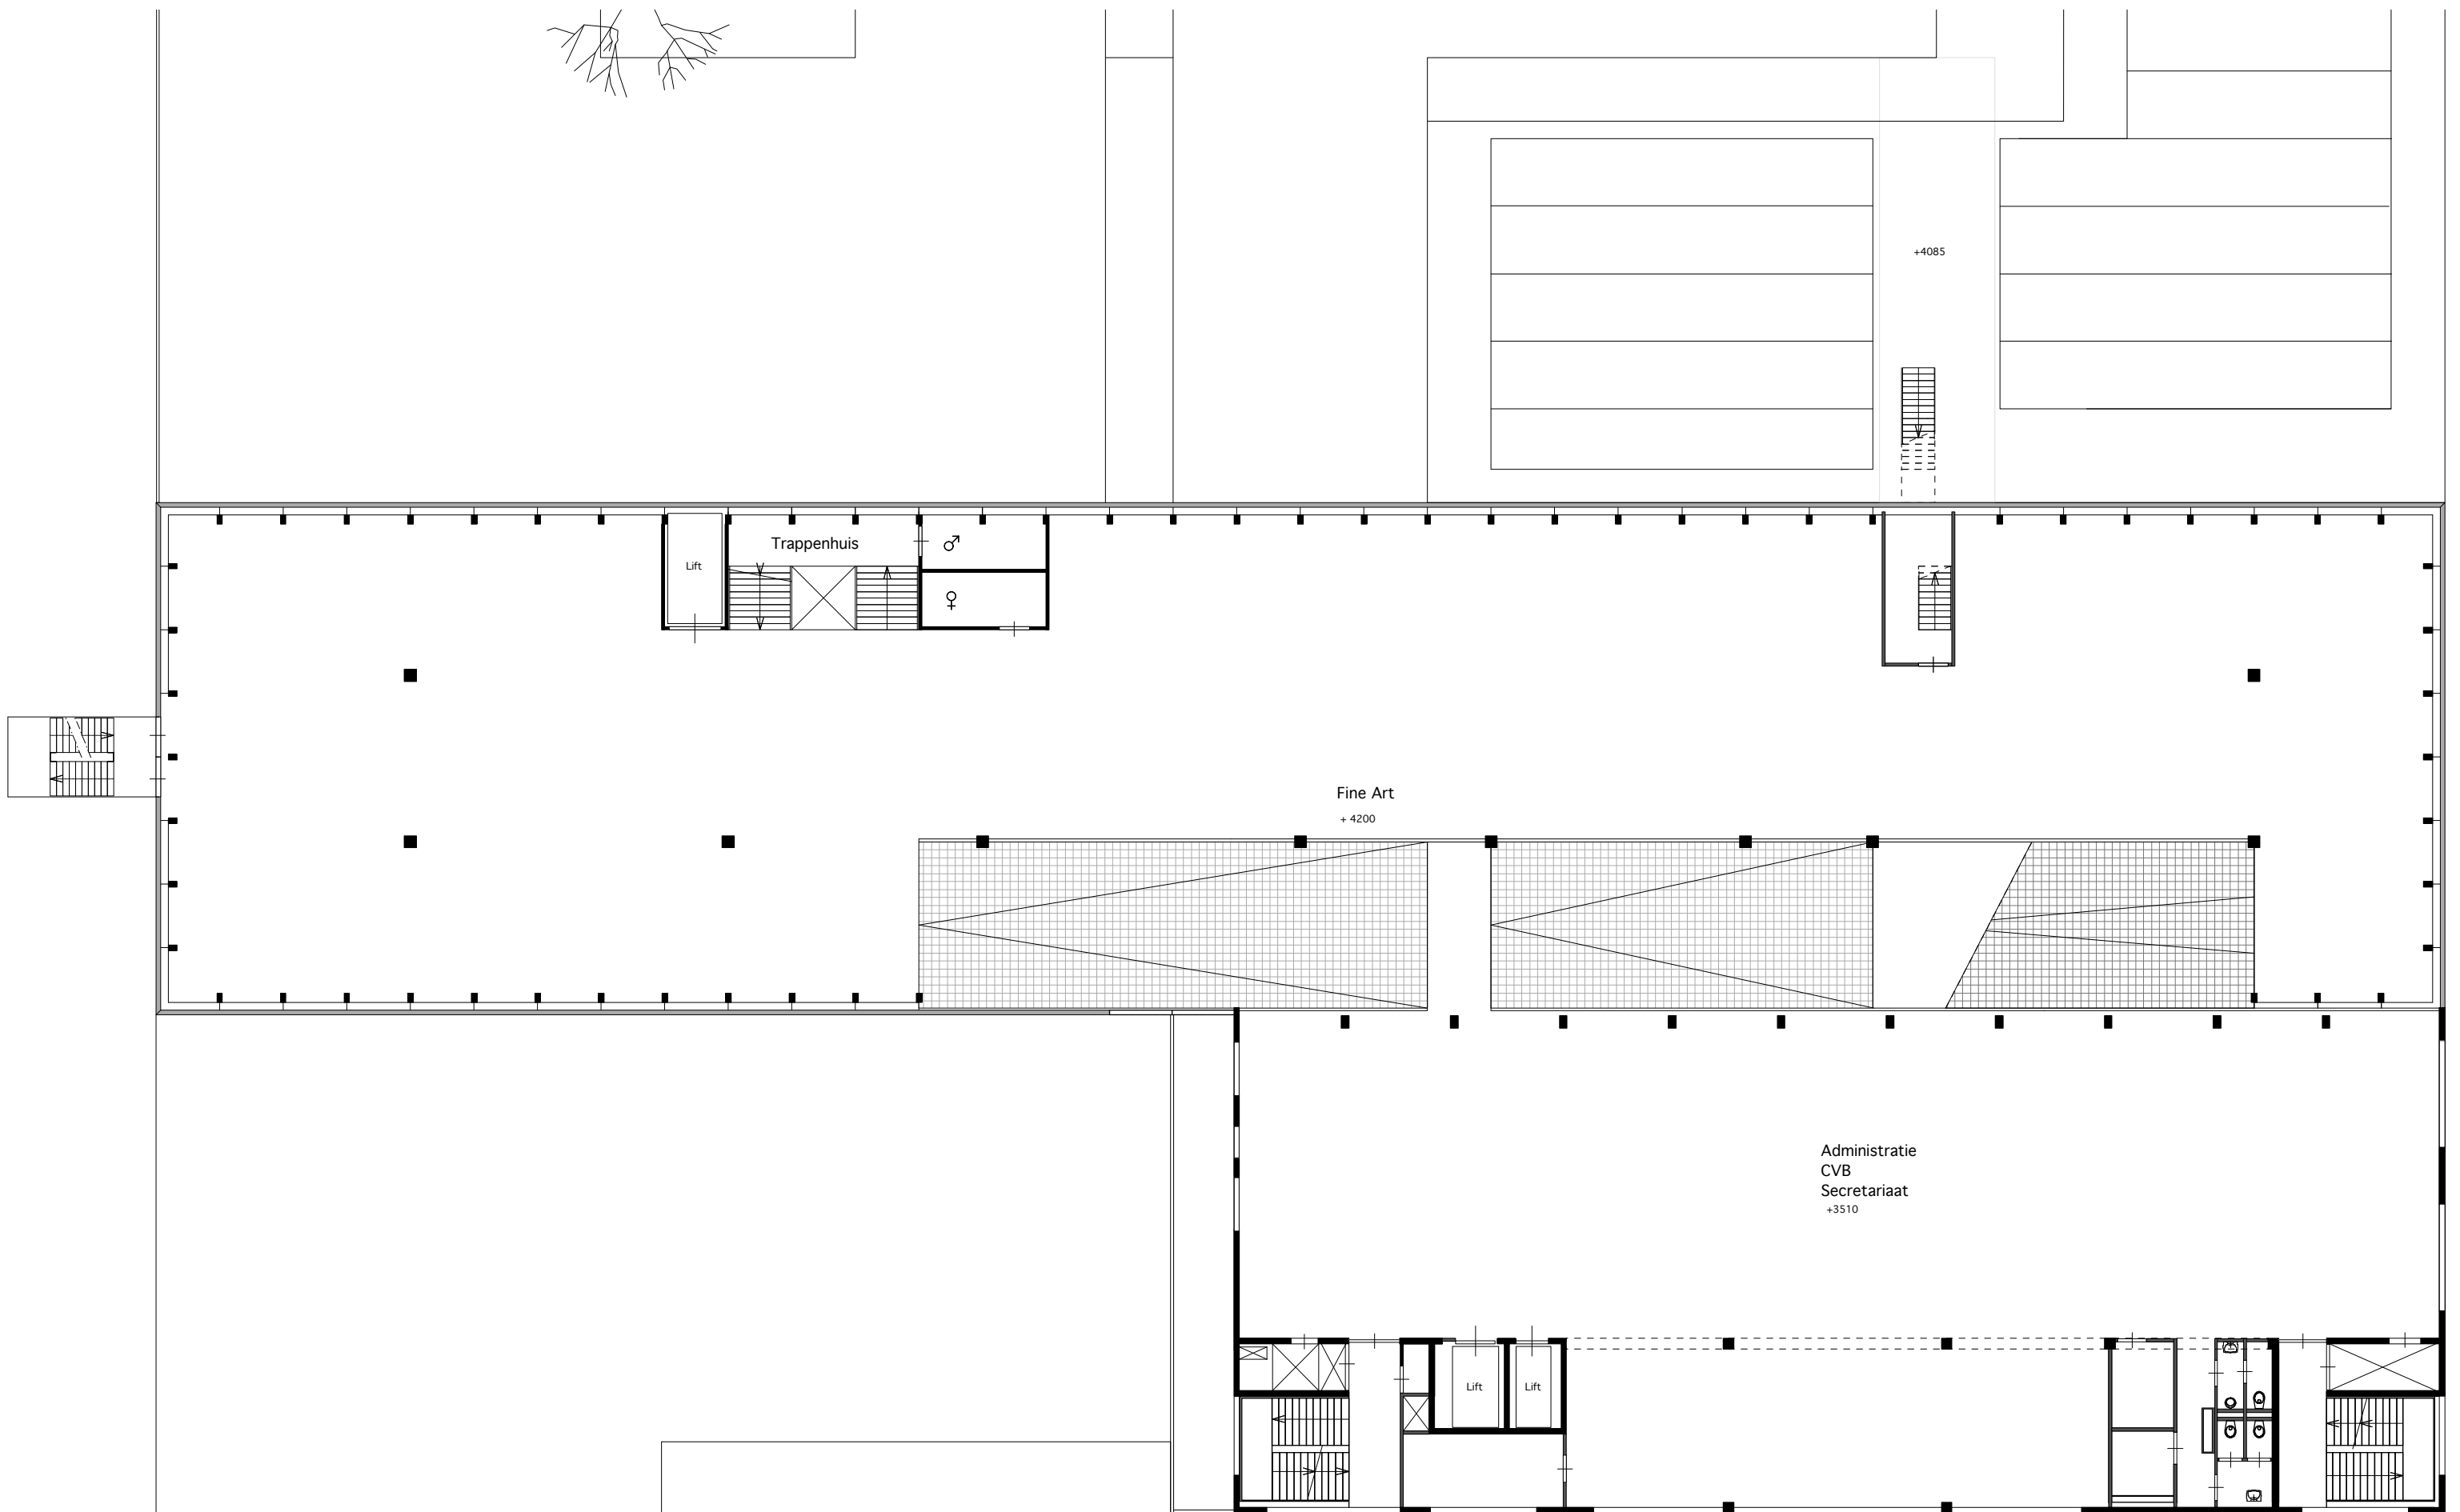 +4085
Trappenhuis
Lift
Fine Art
+ 4200
Administratie
CVB
Secretariaat
+3510
Lift
Lift